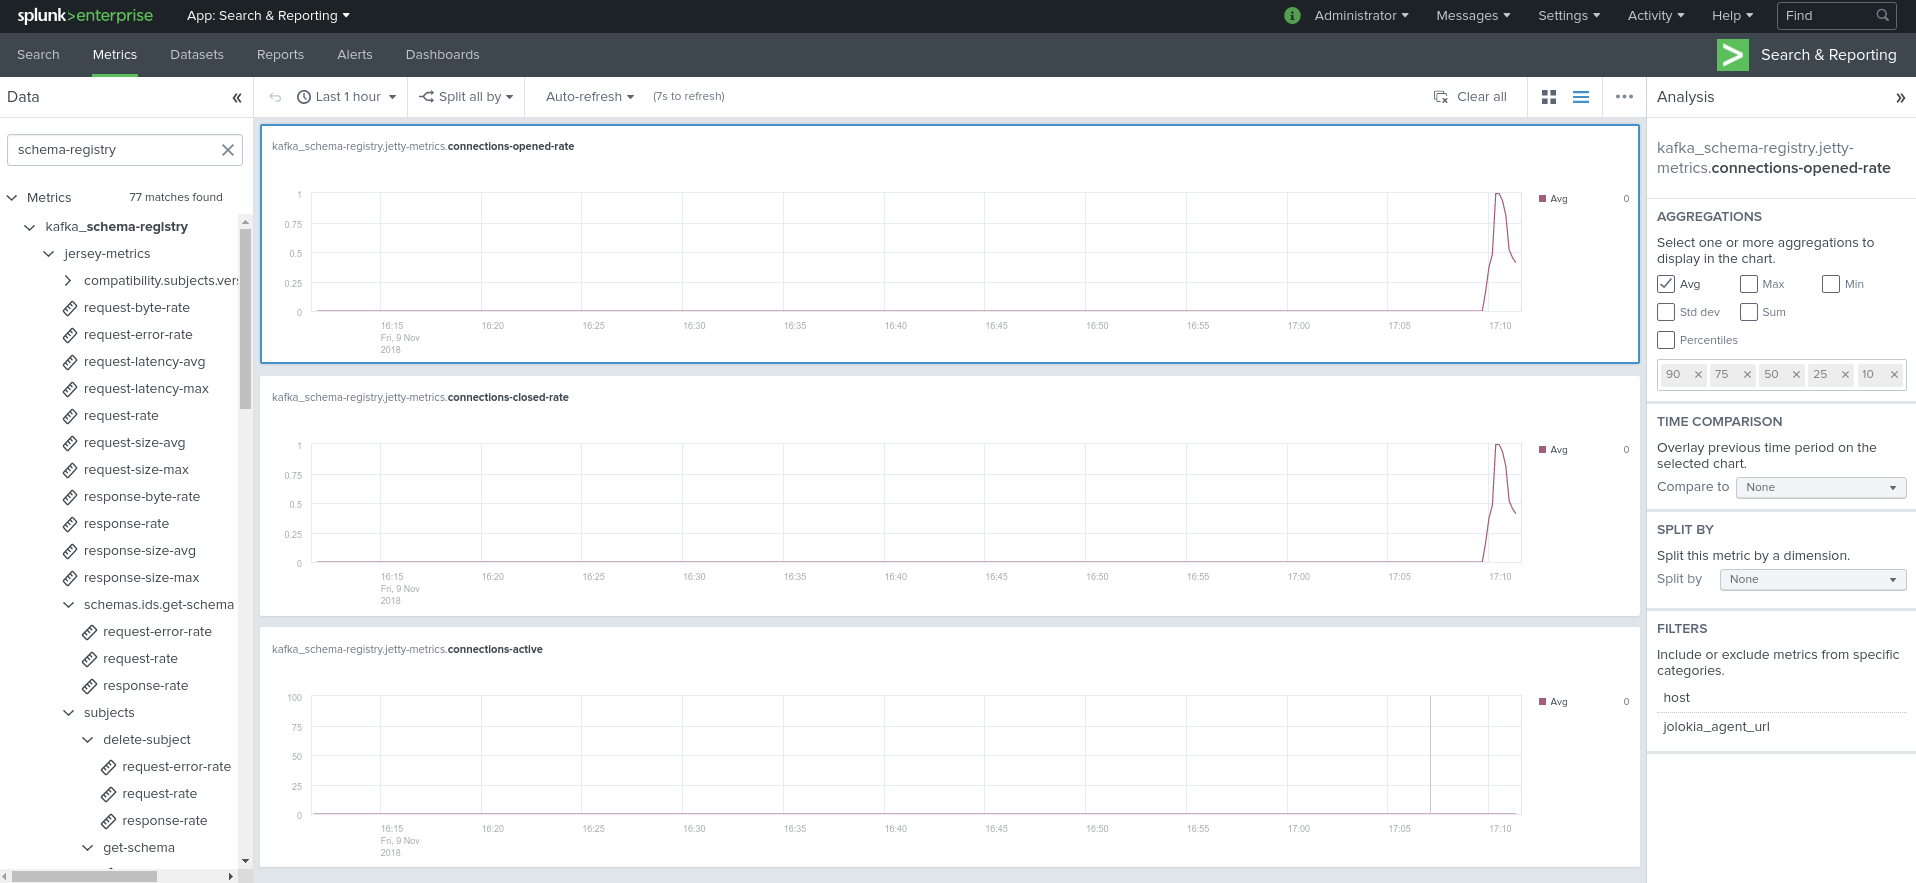 splunk>enterprise App: Search & Reporting
i Administrator Messages Settings Activity Help Find
Search Metrics Datasets Reports Alerts Dashboards
Search & Reporting
Data
schema-registry
Metrics 77 matches found
kafka_schema-registry
jersey-metrics
compatibility.subjects.vers
request-byte-rate
request-error-rate
request-latency-avg
request-latency-max
request-rate
request-size-avg
request-size-max
response-byte-rate
response-rate
response-size-avg
response-size-max
schemas.ids.get-schema
request-error-rate
request-rate
response-rate
subjects
delete-subject
request-error-rate
request-rate
response-rate
get-schema
Last 1 hour Split all by Auto-refresh (7s to refresh) Clear all
kafka_schema-registry.jetty-metrics.connections-opened-rate
1
0.75
0.5
0.25
0
16:15 16:20 16:25 16:30 16:35 16:40 16:45 16:50 16:55 17:00 17:05 17:10
Fri, 9 Nov
2018
Avg 0
kafka_schema-registry.jetty-metrics.connections-closed-rate
1
0.75
0.5
0.25
0
16:15 16:20 16:25 16:30 16:35 16:40 16:45 16:50 16:55 17:00 17:05 17:10
Fri, 9 Nov
2018
Avg 0
kafka_schema-registry.jetty-metrics.connections-active
100
75
50
25
0
16:15 16:20 16:25 16:30 16:35 16:40 16:45 16:50 16:55 17:00 17:05 17:10
Fri, 9 Nov
2018
Avg 0
Analysis
kafka_schema-registry.jetty-
metrics.connections-opened-rate
AGGREGATIONS
Select one or more aggregations to
display in the chart.
Avg Max Min
Std dev Sum
Percentiles
90 75 50 25 10
TIME COMPARISON
Overlay previous time period on the
selected chart.
Compare to None
SPLIT BY
Split this metric by a dimension.
Split by None
FILTERS
Include or exclude metrics from specific
categories.
host
jolokia_agent_url